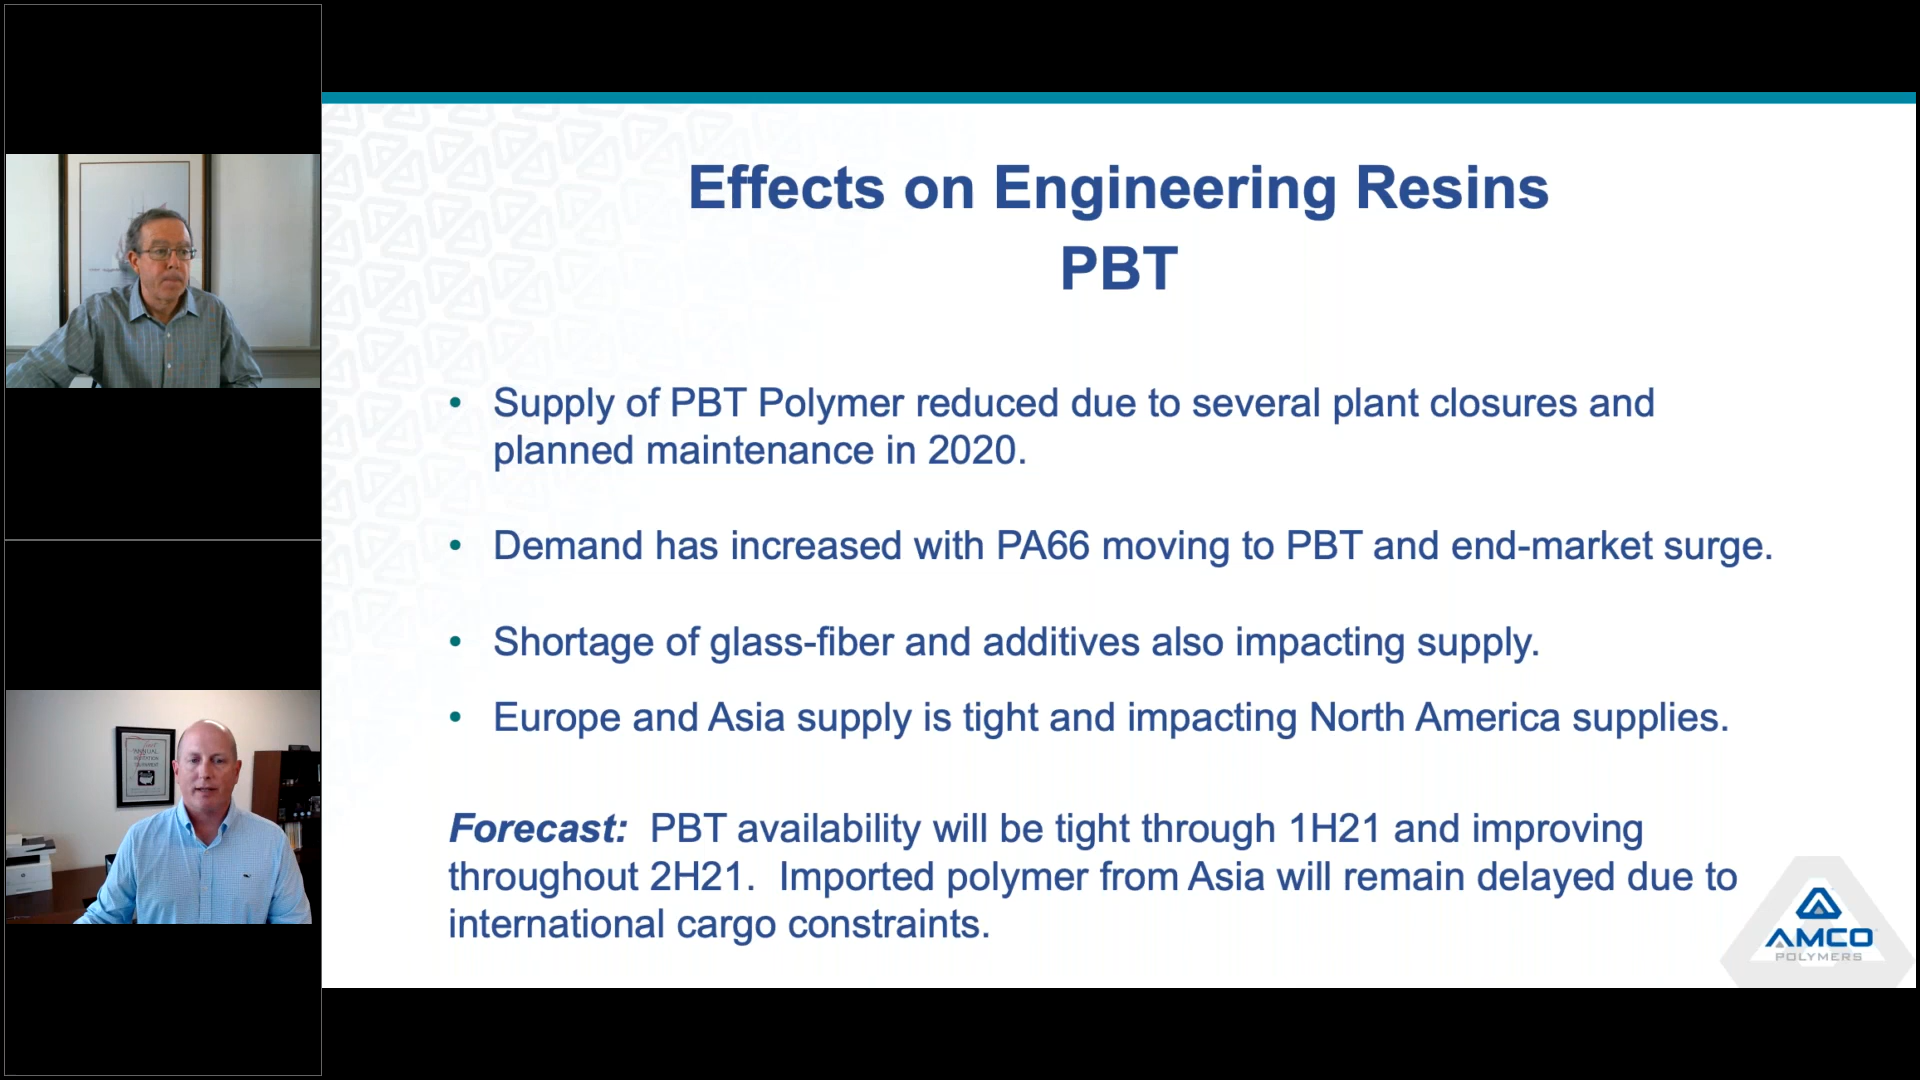 Effects on Engineering Resins
PBT
• Supply of PBT Polymer reduced due to several plant closures and
planned maintenance in 2020.
• Demand has increased with PA66 moving to PBT and end-market surge.
• Shortage of glass-fiber and additives also impacting supply.
• Europe and Asia supply is tight and impacting North America supplies.
Forecast: PBT availability will be tight through 1H21 and improving
throughout 2H21. Imported polymer from Asia will remain delayed due to
international cargo constraints.
AMCO
POLYMERS
ANNUAL